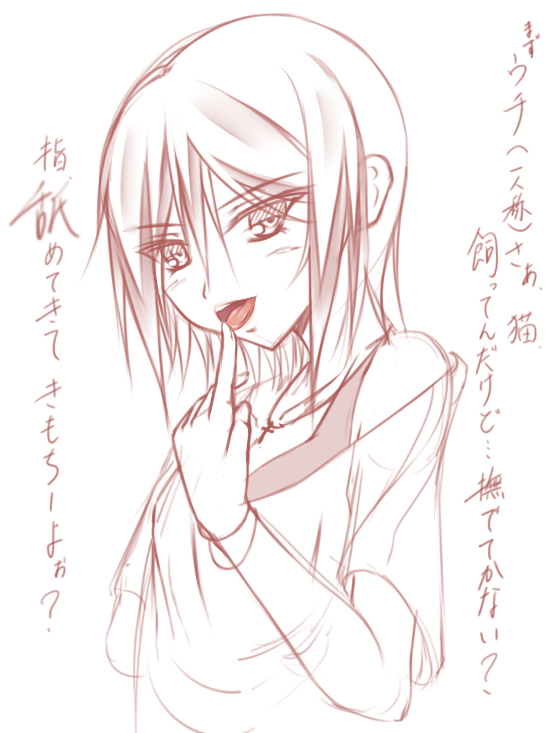 まずウチ(一人称)さぁ、猫、
飼ってんだけど…撫でてかない?
指、舐めてきて きもちーよぉ?